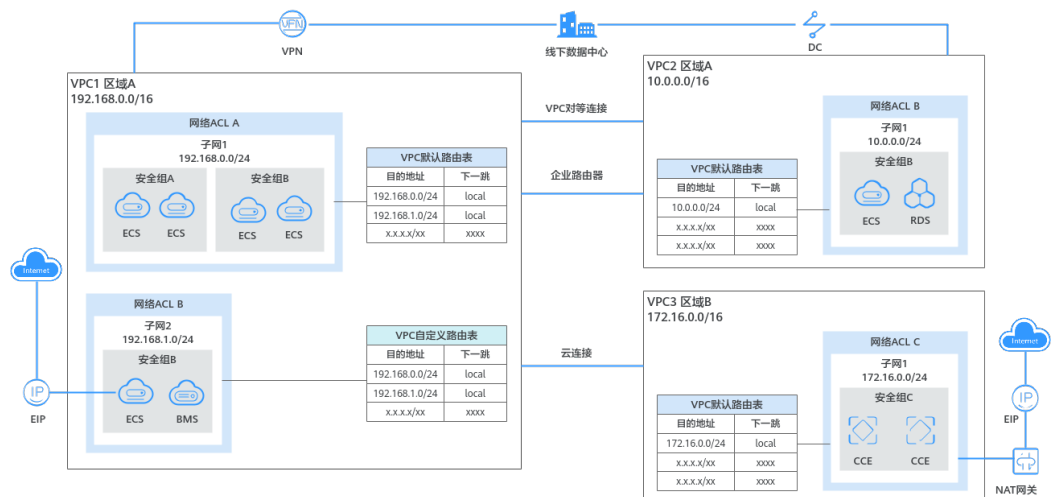 VPN
线下数据中心
DC
VPC1 区域A
192.168.0.0/16
网络ACL A
子网1
192.168.0.0/24
安全组A
ECS
ECS
安全组B
ECS
ECS
VPC默认路由表
目的地址 下一跳
192.168.0.0/24 local
192.168.1.0/24 local
x.x.x.x/xx xxxx
Internet
IP
EIP
网络ACL B
子网2
192.168.1.0/24
安全组B
ECS
BMS
VPC自定义路由表
目的地址 下一跳
192.168.0.0/24 local
192.168.1.0/24 local
x.x.x.x/xx xxxx
VPC对等连接
企业路由器
云连接
VPC2 区域A
10.0.0.0/16
VPC默认路由表
目的地址 下一跳
10.0.0.0/24 local
x.x.x.x/xx xxxx
x.x.x.x/xx xxxx
网络ACL B
子网1
10.0.0.0/24
安全组B
ECS
RDS
VPC3 区域B
172.16.0.0/16
VPC默认路由表
目的地址 下一跳
172.16.0.0/24 local
x.x.x.x/xx xxxx
x.x.x.x/xx xxxx
网络ACL C
子网1
172.16.0.0/24
安全组C
CCE
CCE
Internet
IP
EIP
NAT网关
VPN